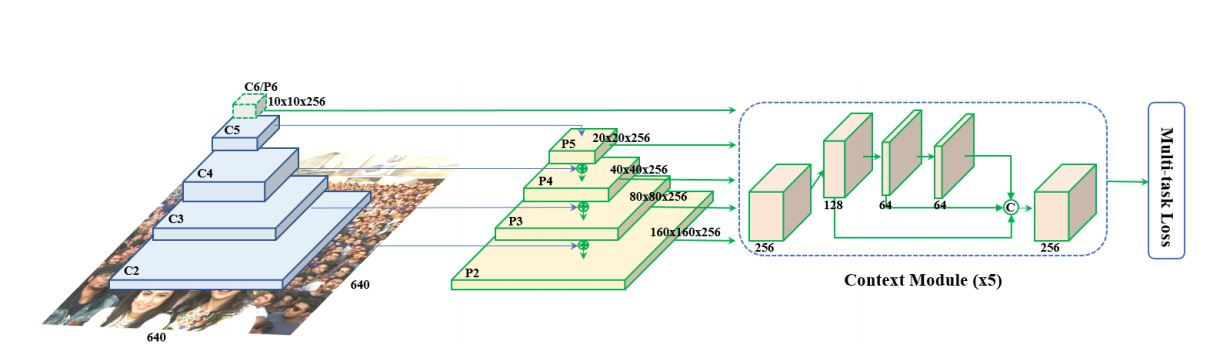 C6/P6
10x10x256
C5
C4
C3
C2
640
640
P5
20x20x256
P4
40x40x256
P3
80x80x256
P2
160x160x256
256
128
64
64
C
256
Context Module (x5)
Multi-task Loss